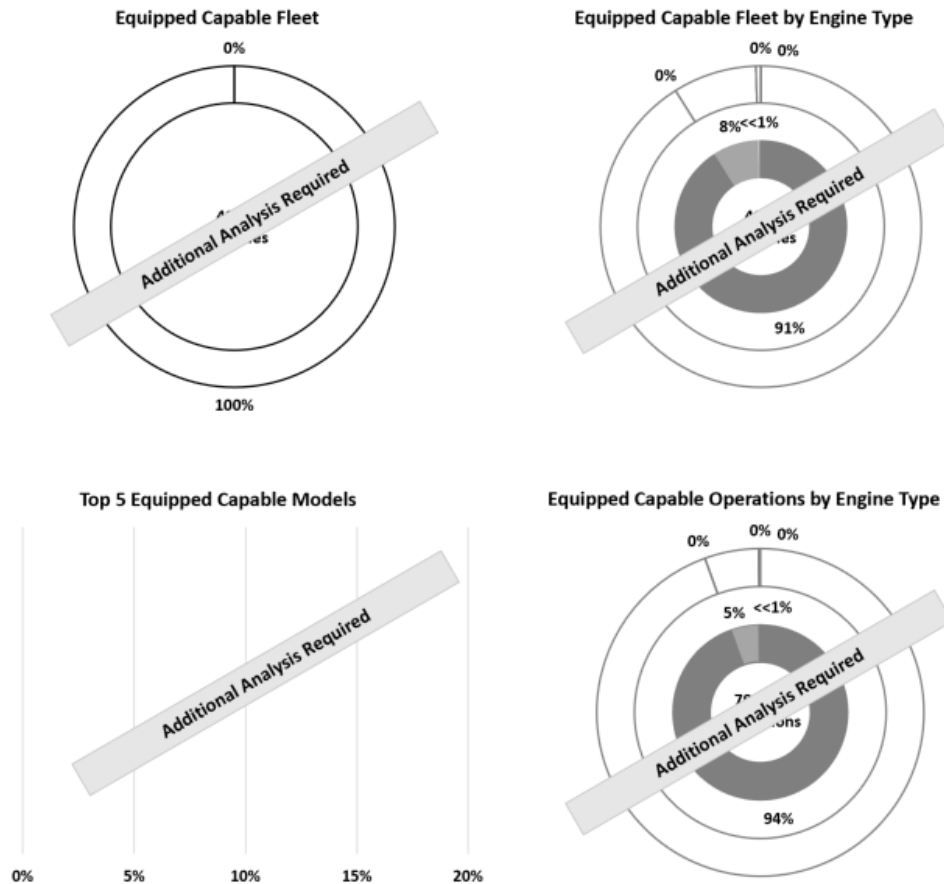 Equipped Capable Fleet
0%
Additional Analysis Required
100%
Equipped Capable Fleet by Engine Type
0% 0%
0%
8% <<1%
Additional Analysis Required
91%
Top 5 Equipped Capable Models
Additional Analysis Required
0% 5% 10% 15% 20%
Equipped Capable Operations by Engine Type
0% 0%
0%
5% <<1%
Additional Analysis Required
94%